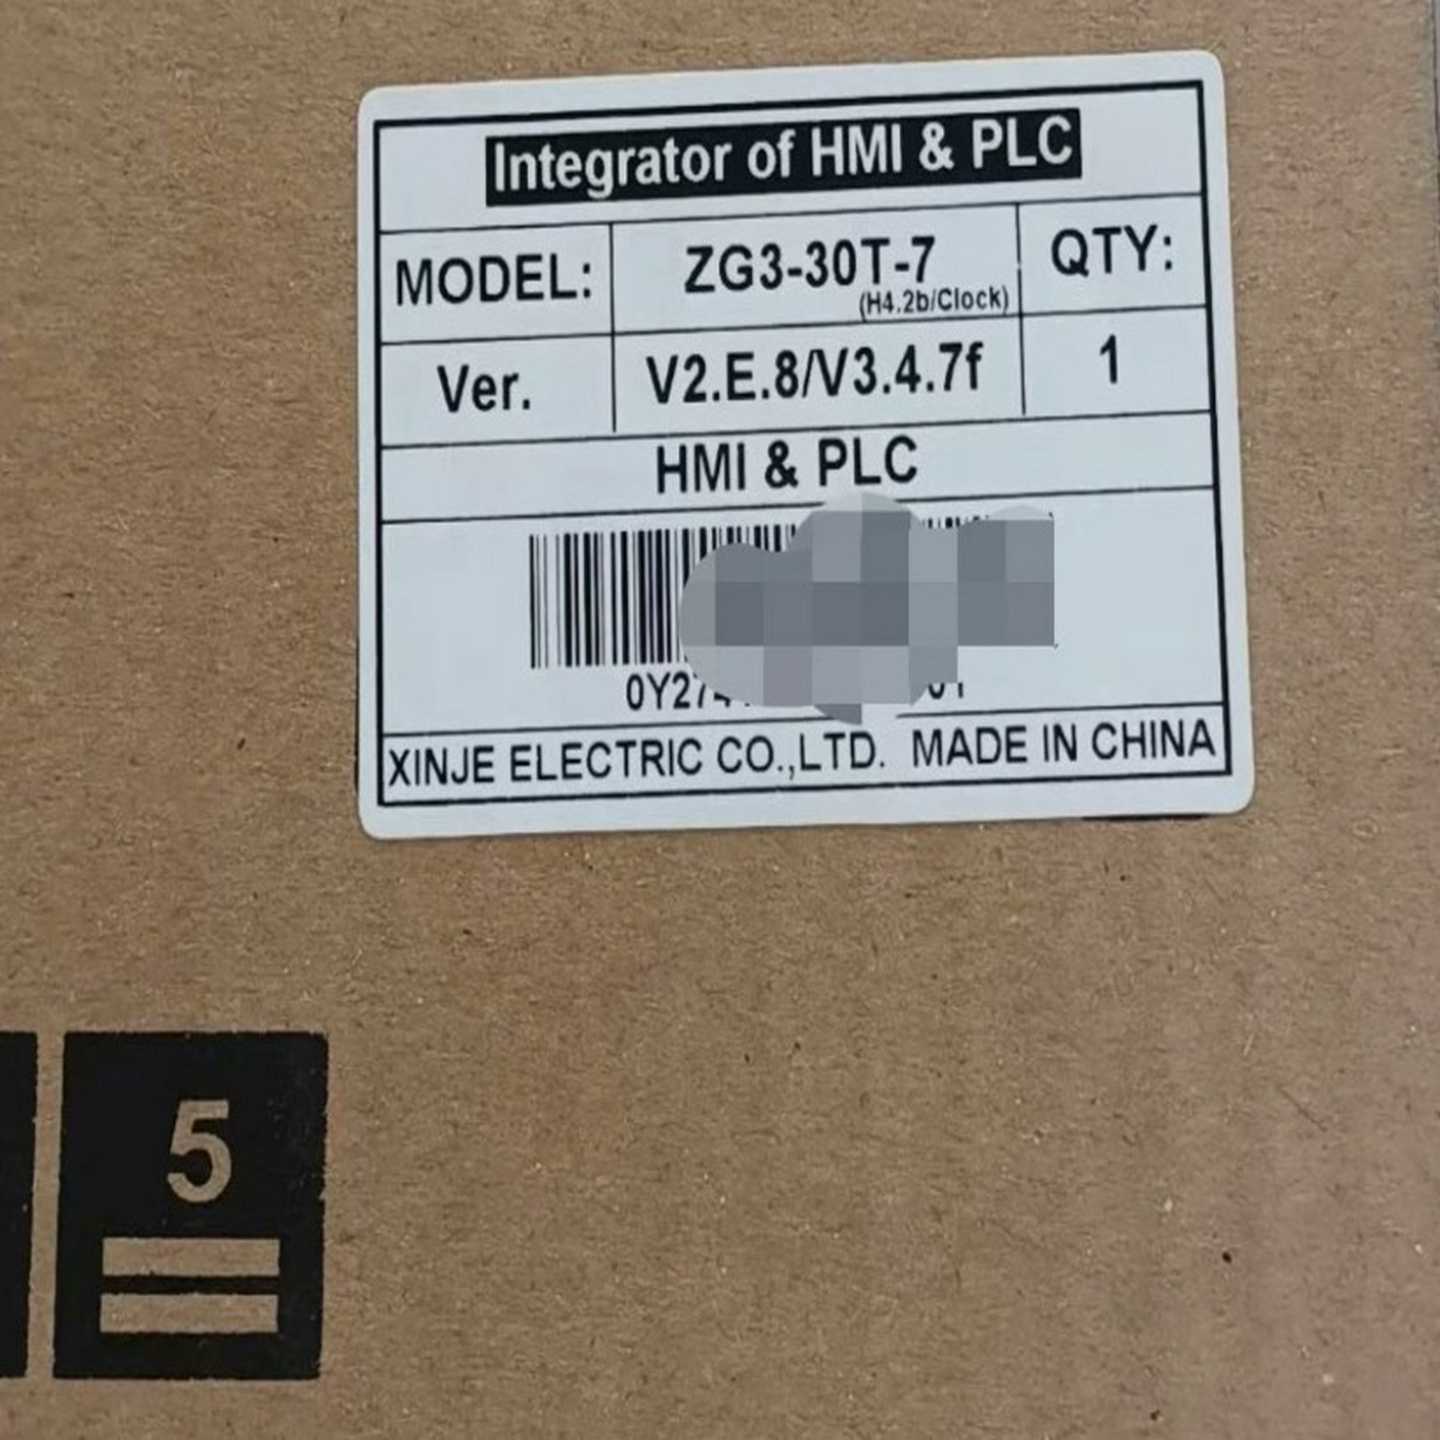 Integrator of HMI & PLC
MODEL: ZG3-30T-7 QTY:
(H4.2b/Clock)
Ver. V2.E.8/V3.4.7f 1
HMI & PLC
XINJE ELECTRIC CO.,LTD. MADE IN CHINA
5